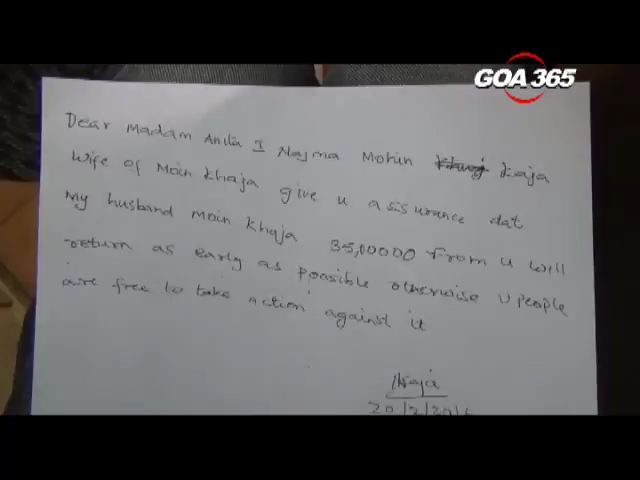 GOA 365
Dear madam Anila I Najma Mohin Kaja
wife of Moin Khaja give u assurance dat
My husband moin khaja 35,00000 from u will
return as early as possible otherwise u people
are free to take action against it
Khaja